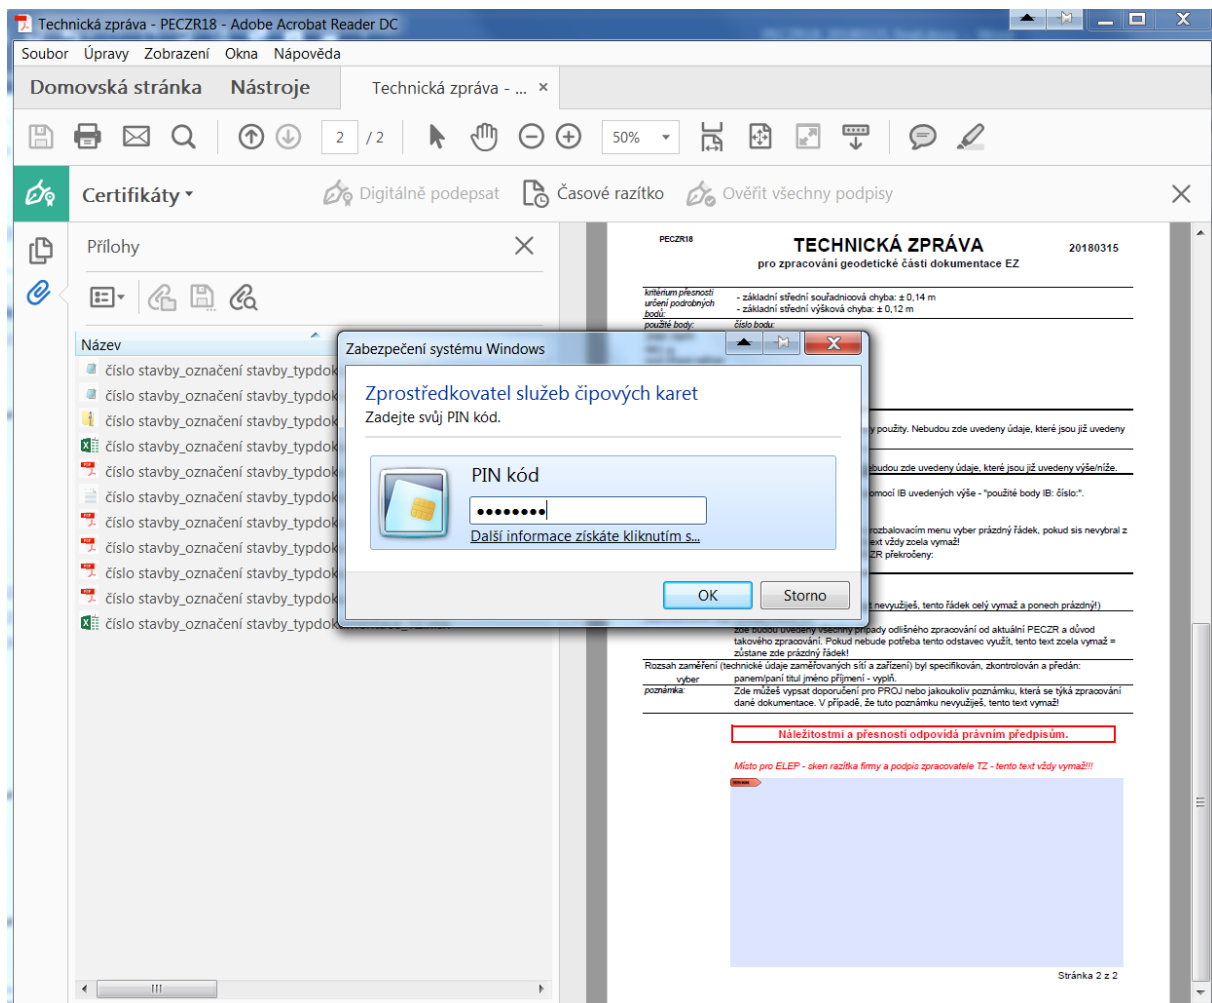 Technická zpráva - PECZR18 - Adobe Acrobat Reader DC
Soubor Úpravy Zobrazení Okna Nápověda
Domovská stránka Nástroje Technická zpráva - ... ×
2 / 2 50%
Certifikáty Digitálně podepsat Časové razítko Ověřit všechny podpisy
Přílohy
Název
číslo stavby_označení stavby_typdok
číslo stavby_označení stavby_typdok
číslo stavby_označení stavby_typdok
číslo stavby_označení stavby_typdok
číslo stavby_označení stavby_typdok
číslo stavby_označení stavby_typdok
číslo stavby_označení stavby_typdok
číslo stavby_označení stavby_typdok
číslo stavby_označení stavby_typdok
číslo stavby_označení stavby_typdok
číslo stavby_označení stavby_typdok
Zabezpečení systému Windows
Zprostředkovatel služeb čipových karet
Zadejte svůj PIN kód.
PIN kód
••••••••
Další informace získáte kliknutím s...
OK Storno
PECZR18 TECHNICKÁ ZPRÁVA 20180315
pro zpracování geodetické části dokumentace EZ
kritérium přesnosti
určení podrobných
bodů:
- základní střední souřadnicová chyba: ± 0,14 m
- základní střední výšková chyba: ± 0,12 m
použité body: číslo bodu:
y použity. Nebudou zde uvedeny údaje, které jsou již uvedeny
ebudou zde uvedeny údaje, které jsou již uvedeny výše/níže.
omocí IB uvedených výše - "použité body IB: číslo:".
rozbalovacím menu vyber prázdný řádek, pokud sis nevybral z
ext vždy zcela vymaž!
ZR překročeny:
t nevyužiješ, tento řádek celý vymaž a ponech prázdný!)
zde budou uvedeny všechny případy odlišného zpracování od aktuální PECZR a důvod
takového zpracování. Pokud nebude potřeba tento odstavec využít, tento text zcela vymaž =
zůstane zde prázdný řádek!
Rozsah zaměření (technické údaje zaměřovaných sítí a zařízení) byl specifikován, zkontrolován a předán:
vyber panem/paní titul jméno příjmení - vyplň.
poznámka: Zde můžeš vypsat doporučení pro PROJ nebo jakoukoliv poznámku, která se týká zpracování
dané dokumentace. V případě, že tuto poznámku nevyužiješ, tento text vymaž!
Náležitostmi a přesností odpovídá právním předpisům.
Místo pro ELEP - sken razítka firmy a podpis zpracovatele TZ - tento text vždy vymaž!!!
Stránka 2 z 2